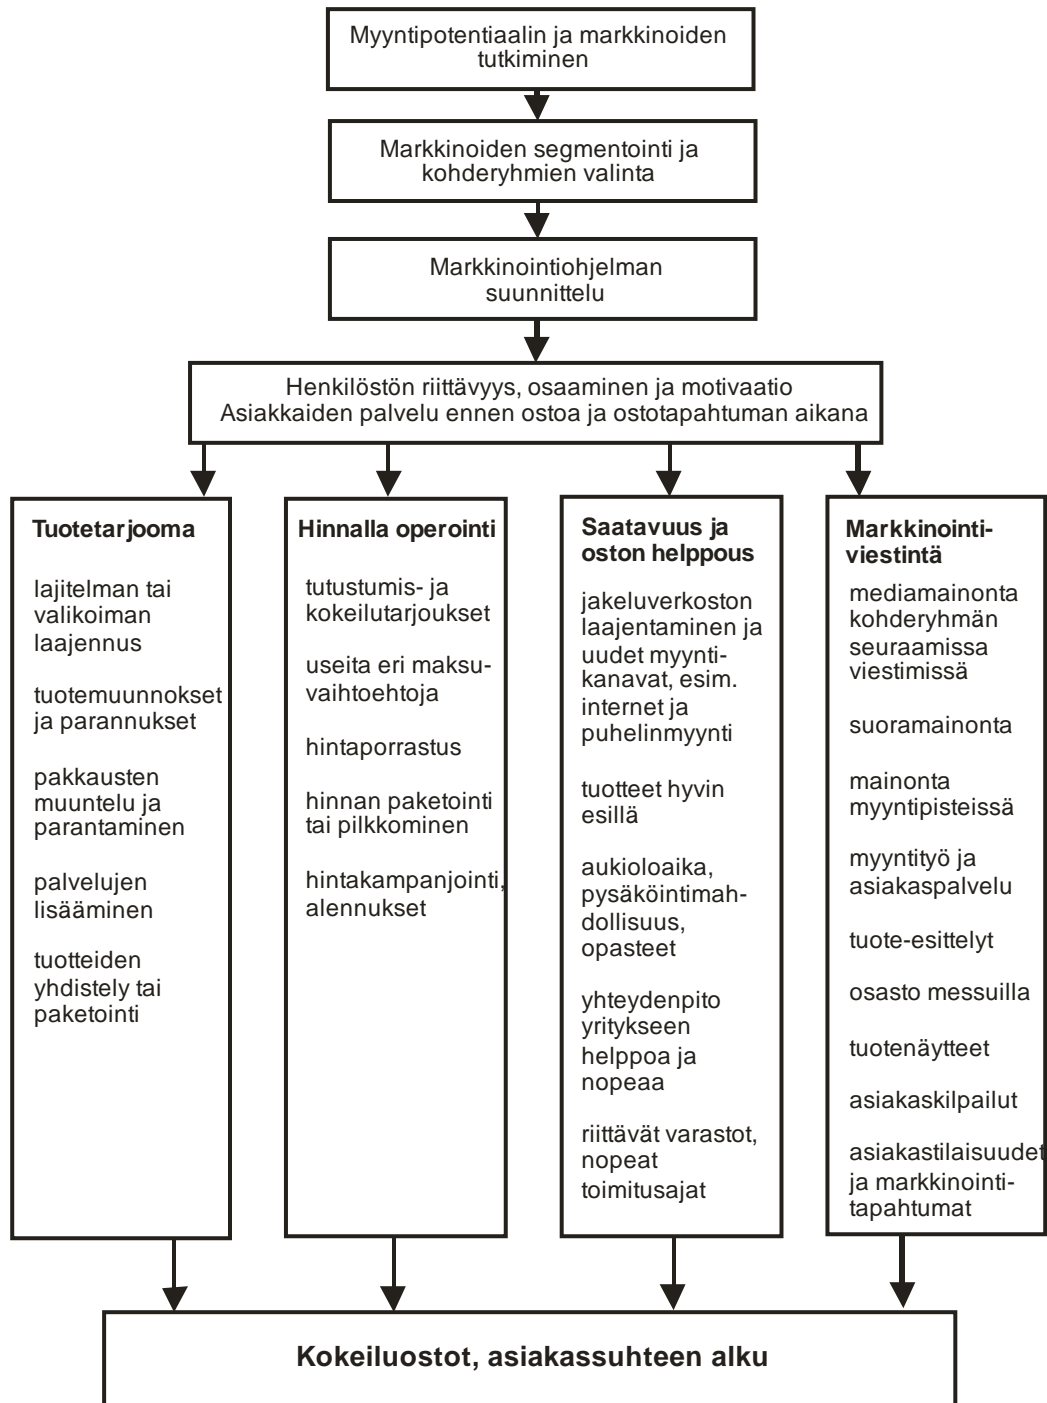 Myyntipotentiaalin ja markkinoiden
tutkiminen
Markkinoiden segmentointi ja
kohderyhmien valinta
Markkinointiohjelman
suunnittelu
Henkilöstön riittävyys, osaaminen ja motivaatio
Asiakkaiden palvelu ennen ostoa ja ostotapahtuman aikana
Tuotetarjooma
lajitelman tai
valikoiman
laajennus
tuotemuunnokset
ja parannukset
pakkausten
muuntelu ja
parantaminen
palvelujen
lisääminen
tuotteiden
yhdistely tai
paketointi
Hinnalla operointi
tutustumis- ja
kokeilutarjoukset
useita eri maksu-
vaihtoehtoja
hintaporrastus
hinnan paketointi
tai pilkkominen
hintakampanjointi,
alennukset
Saatavuus ja
oston helppous
jakeluverkoston
laajentaminen ja
uudet myynti-
kanavat, esim.
internet ja
puhelinmyynti
tuotteet hyvin
esillä
aukioloaika,
pysäköintimah-
dollisuus,
opasteet
yhteydenpito
yritykseen
helppoa ja
nopeaa
riittävät varastot,
nopeat
toimitusajat
Markkinointi-
viestintä
mediamainonta
kohderyhmän
seuraamissa
viestimissä
suoramainonta
mainonta
myyntipisteissä
myyntityö ja
asiakaspalvelu
tuote-esittelyt
osasto messuilla
tuotenäytteet
asiakaskilpailut
asiakastilaisuudet
ja markkinointi-
tapahtumat
Kokeiluostot, asiakassuhteen alku